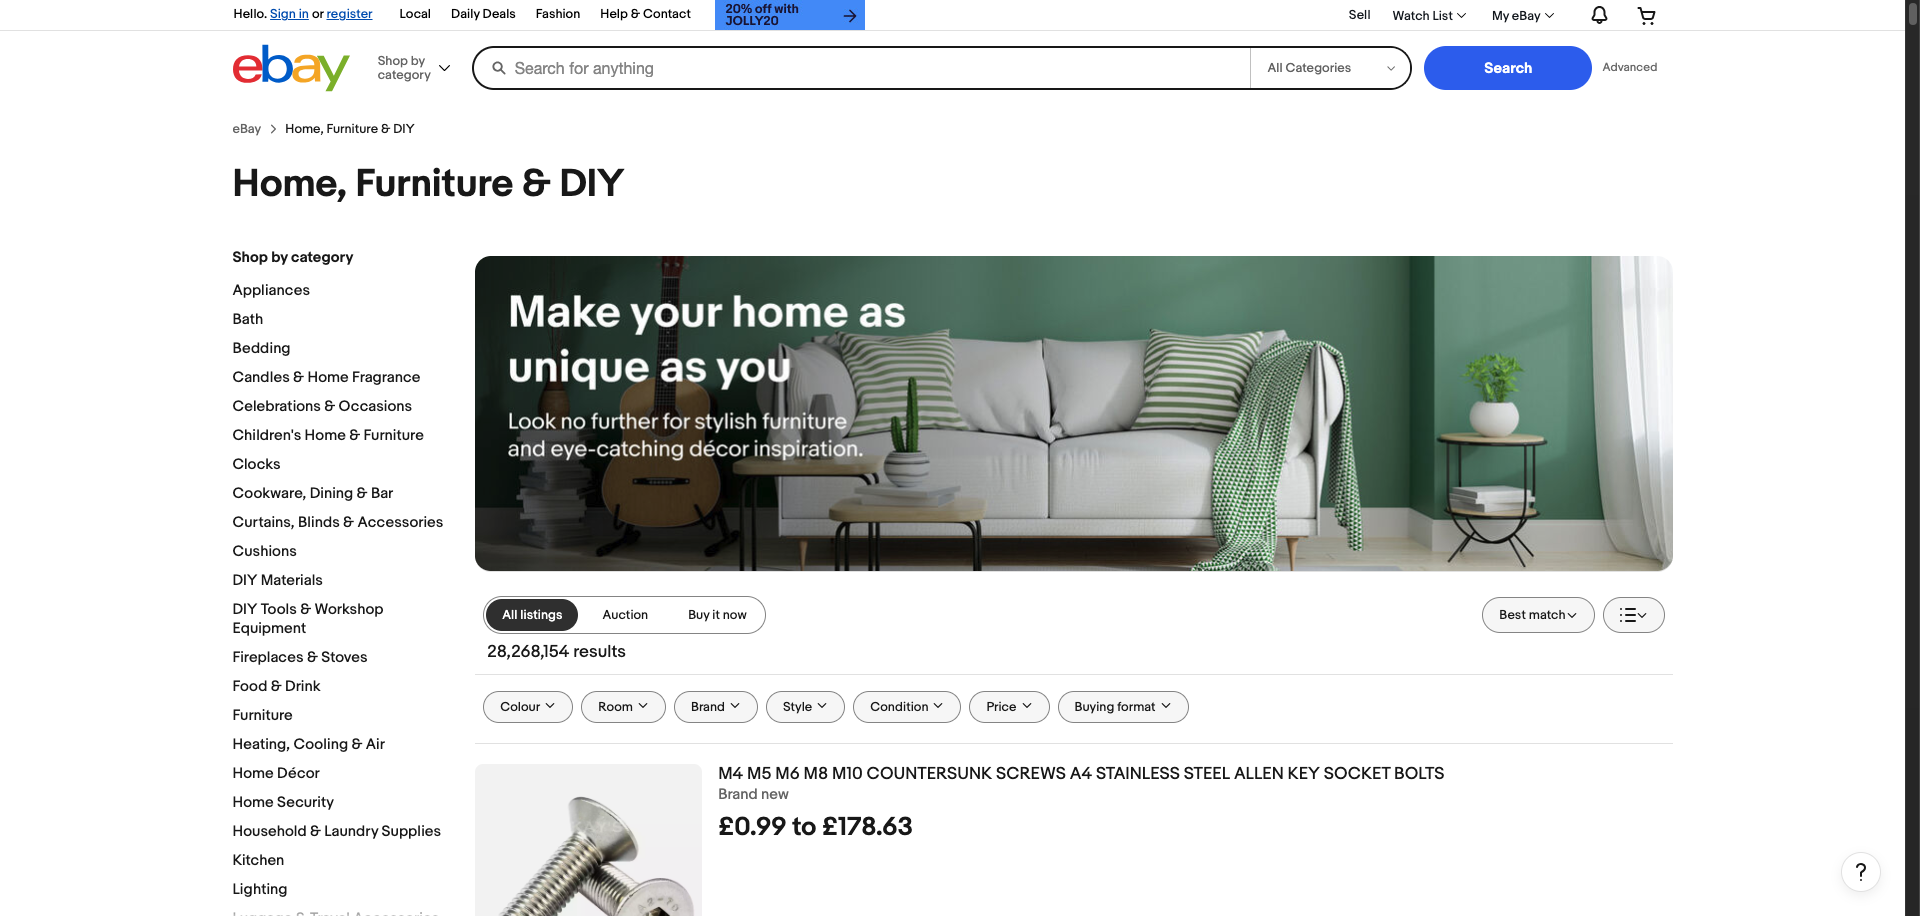 Hello. Sign in or register
Local
Daily Deals
Fashion
Help & Contact
20% off with
JOLLY20
Sell
Watch List
My eBay
ebay
Shop by
category
Search for anything
All Categories
Search
Advanced
eBay
Home, Furniture & DIY
Home, Furniture & DIY
Shop by category
Appliances
Bath
Bedding
Candles & Home Fragrance
Celebrations & Occasions
Children's Home & Furniture
Clocks
Cookware, Dining & Bar
Curtains, Blinds & Accessories
Cushions
DIY Materials
DIY Tools & Workshop
Equipment
Fireplaces & Stoves
Food & Drink
Furniture
Heating, Cooling & Air
Home Décor
Home Security
Household & Laundry Supplies
Kitchen
Lighting
Luggage & Travel Accessories
Make your home as
unique as you
Look no further for stylish furniture
and eye-catching décor inspiration.
All listings
Auction
Buy it now
Best match
28,268,154 results
Colour
Room
Brand
Style
Condition
Price
Buying format
M4 M5 M6 M8 M10 COUNTERSUNK SCREWS A4 STAINLESS STEEL ALLEN KEY SOCKET BOLTS
Brand new
£0.99 to £178.63
A2-70
?